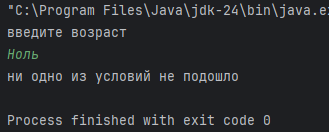 "C:\Program Files\Java\jdk-24\bin\java.ex
введите возраст
Ноль
ни одно из условий не подошло
Process finished with exit code 0